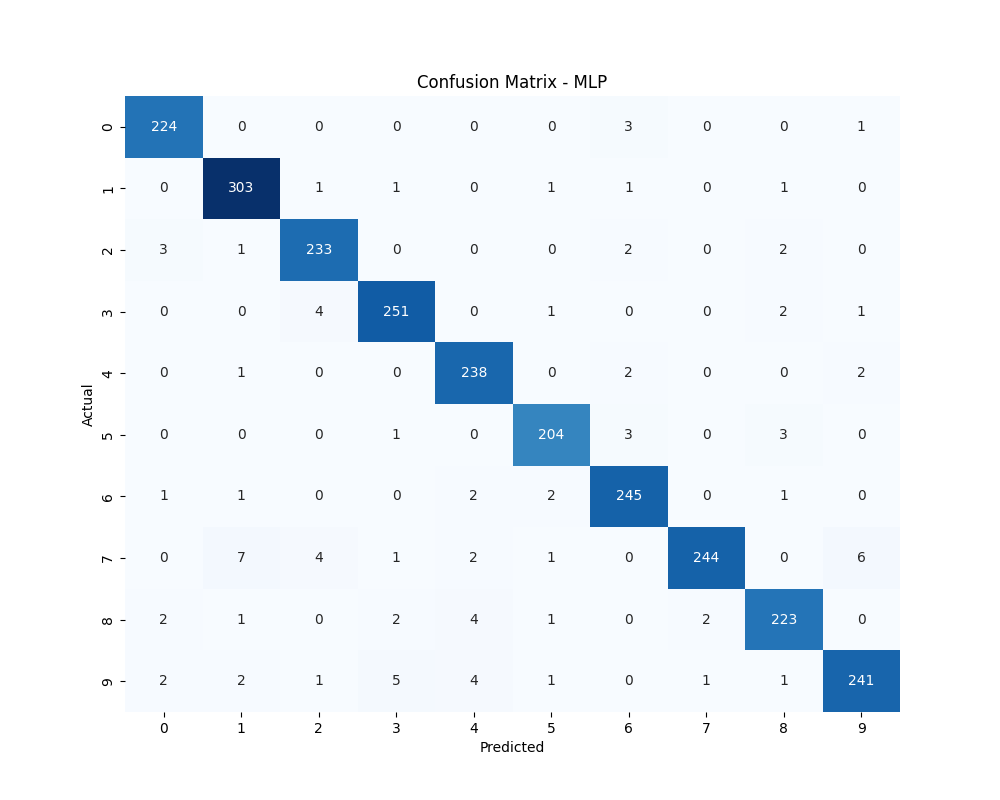 Confusion Matrix - MLP
0 224 0 0 0 0 0 3 0 0 1
1 0 303 1 1 0 1 1 0 1 0
2 3 1 233 0 0 0 2 0 2 0
3 0 0 4 251 0 1 0 0 2 1
4 0 1 0 0 238 0 2 0 0 2
Actual
5 0 0 0 1 0 204 3 0 3 0
6 1 1 0 0 2 2 245 0 1 0
7 0 7 4 1 2 1 0 244 0 6
8 2 1 0 2 4 1 0 2 223 0
9 2 2 1 5 4 1 0 1 1 241
0 1 2 3 4 5 6 7 8 9
Predicted